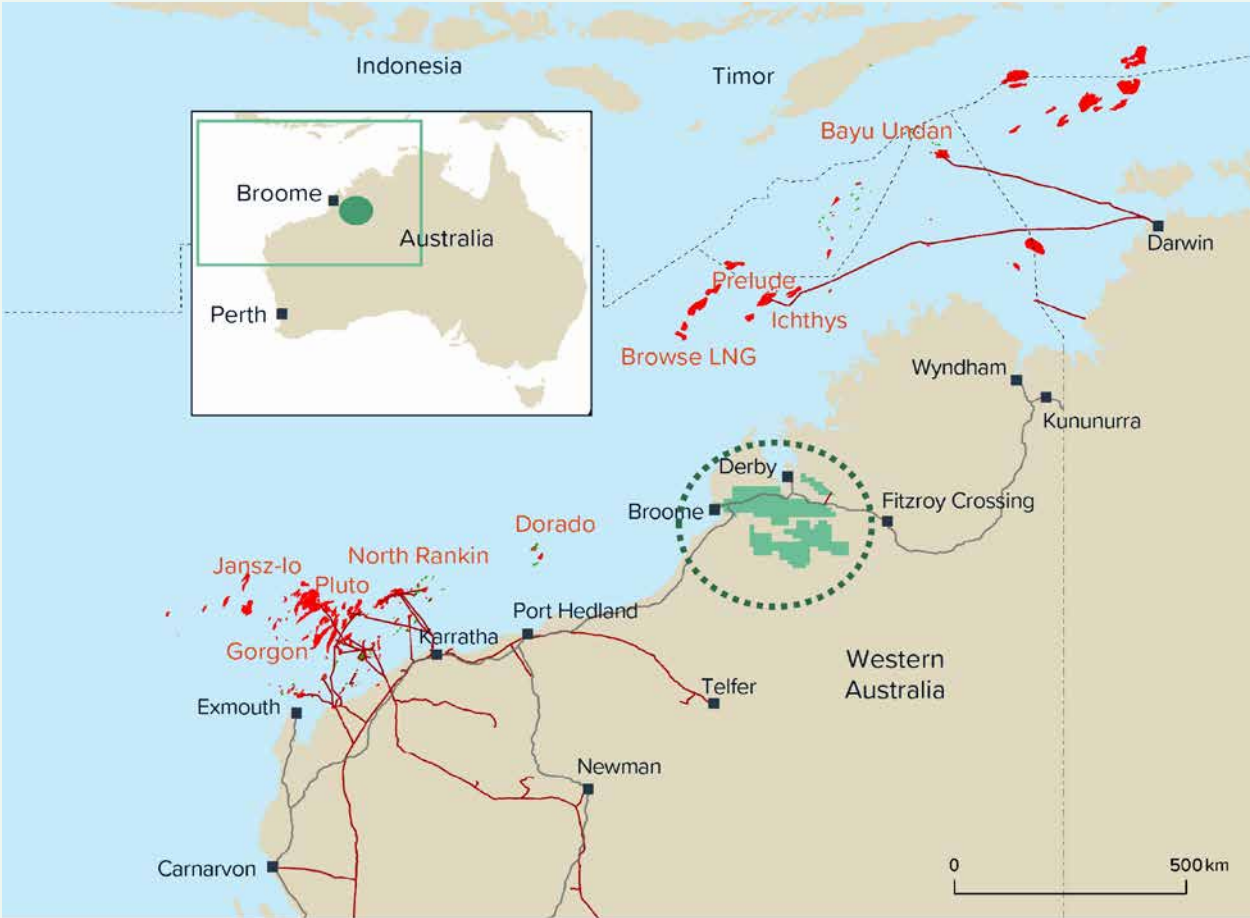 Indonesia
Timor
Bayu Undan
Broome
Australia
Perth
Darwin
Prelude
Ichthys
Browse LNG
Wyndham
Kununurra
Derby
Broome
Fitzroy Crossing
Dorado
North Rankin
Jansz-Io
Pluto
Port Hedland
Karratha
Gorgon
Western
Australia
Telfer
Exmouth
Newman
Carnarvon
0
500 km